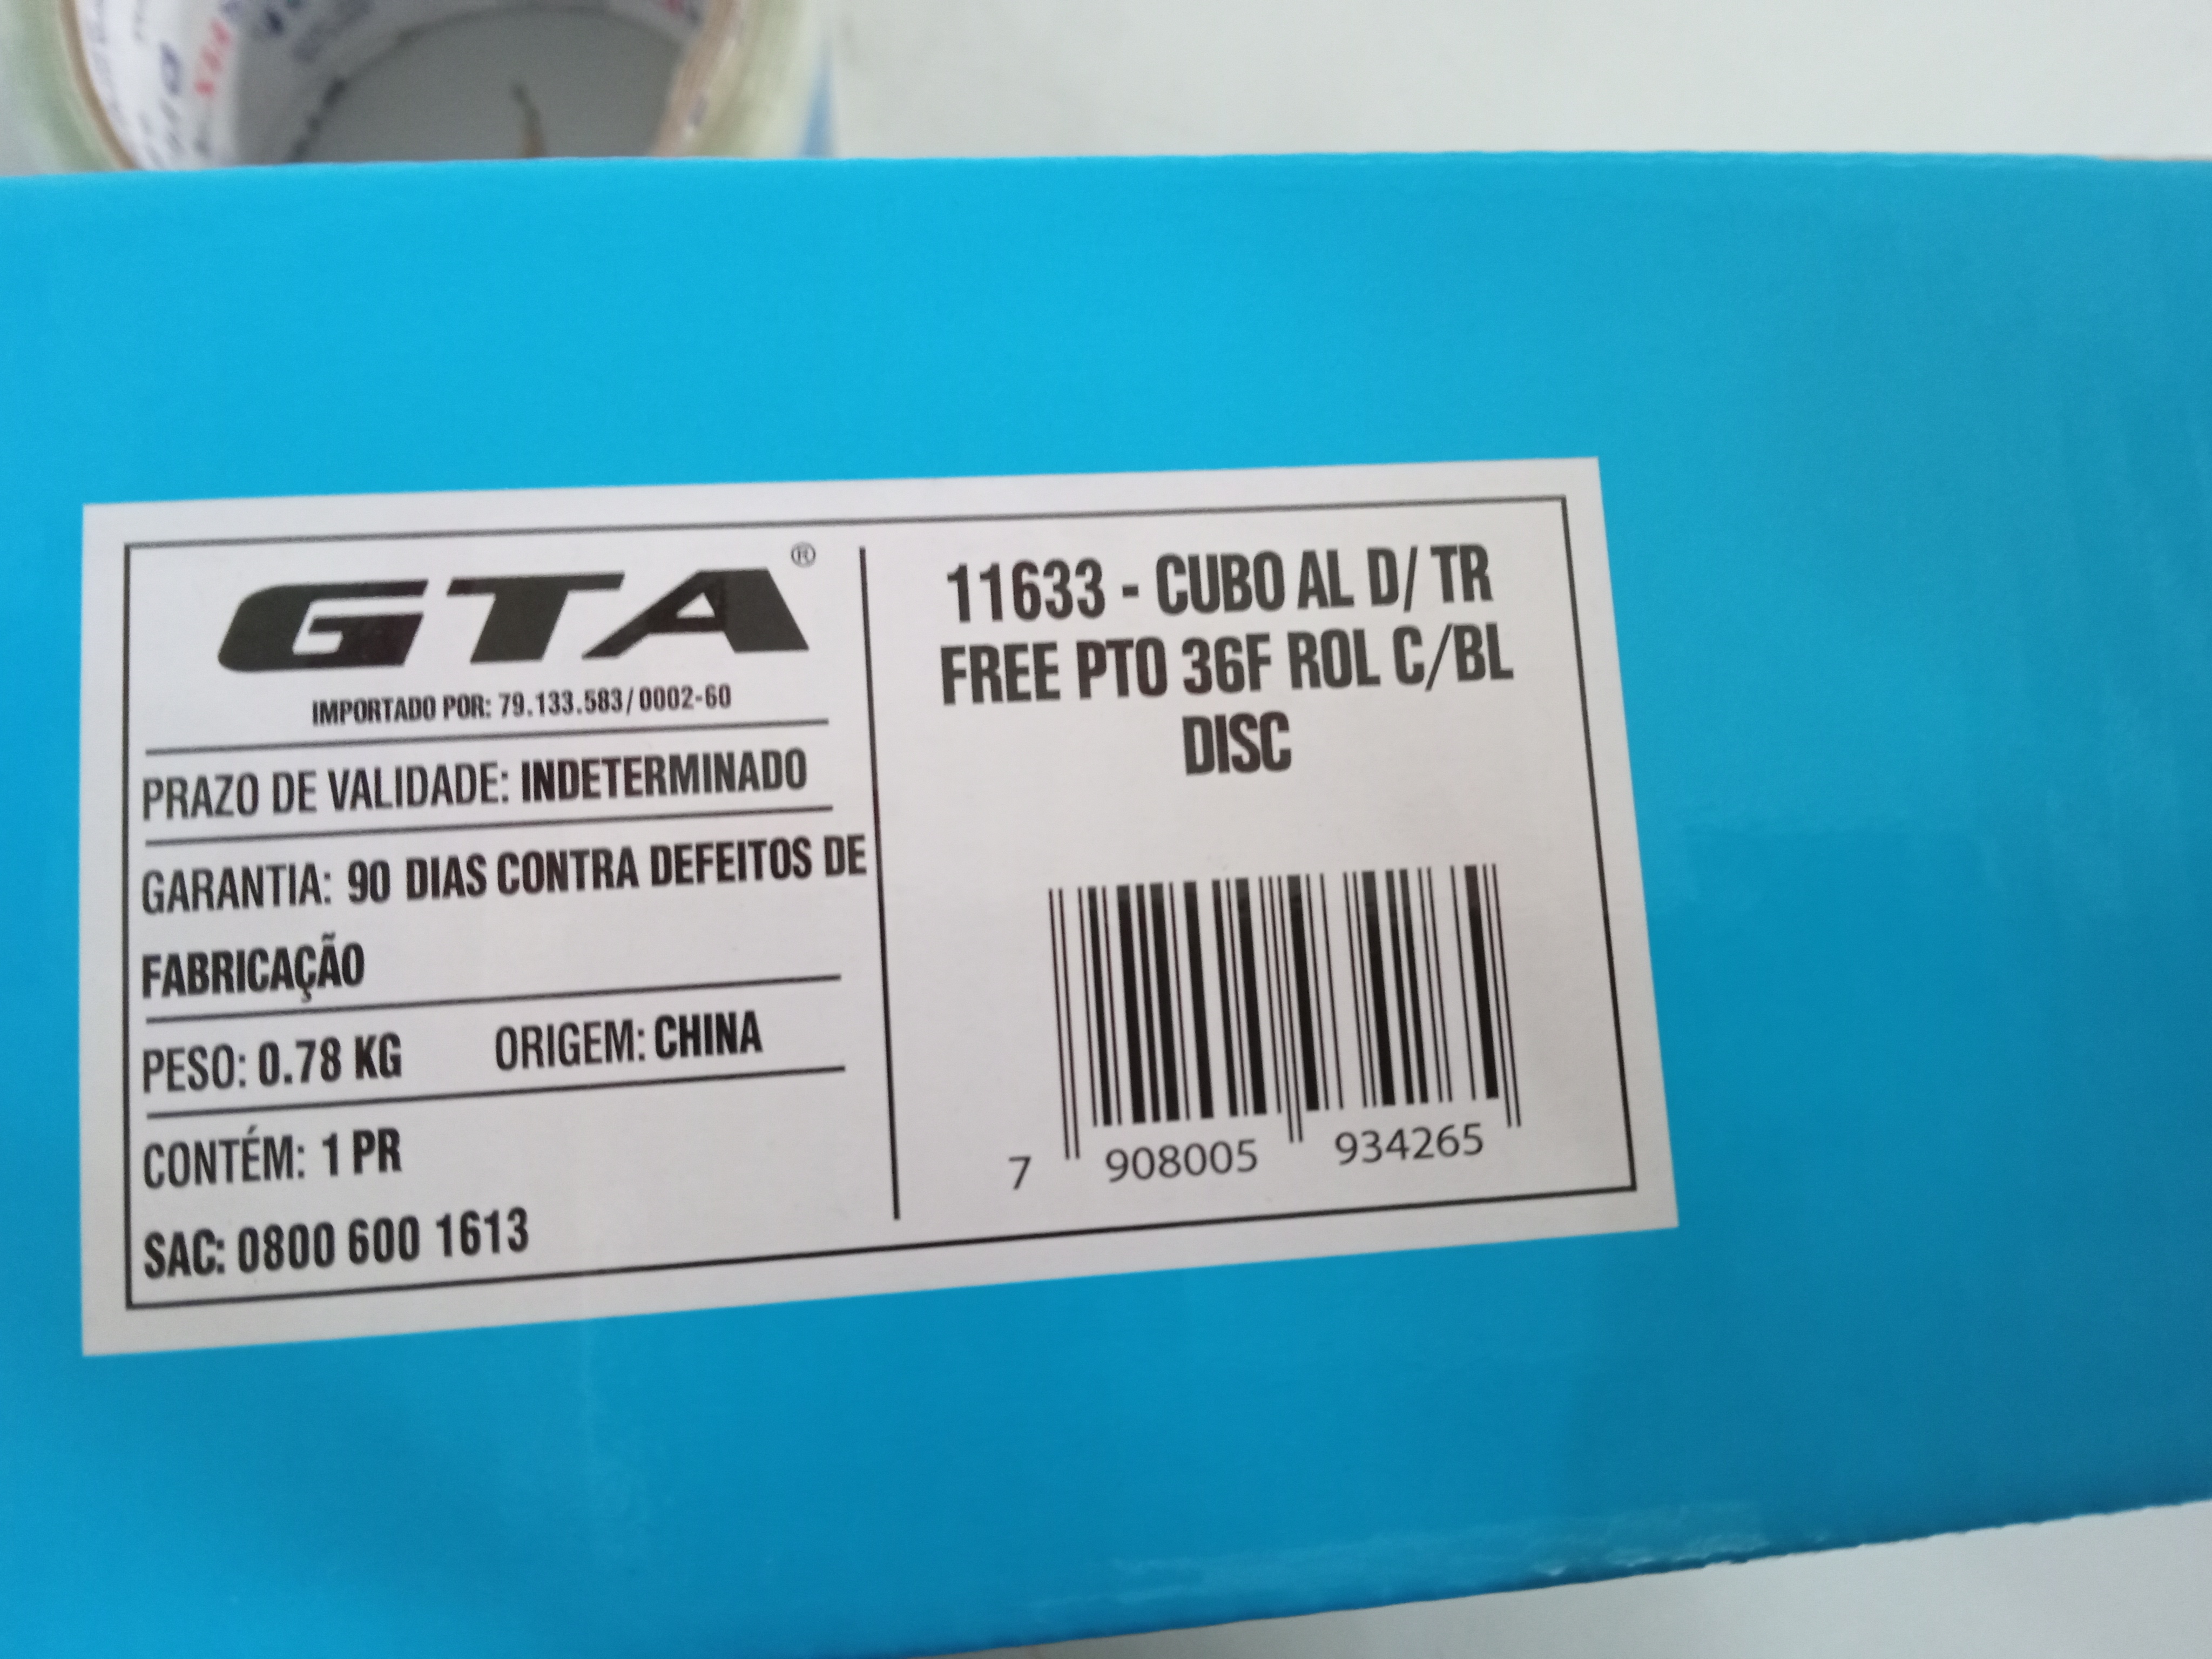 GTA®
IMPORTADO POR: 79.133.583/0002-60
PRAZO DE VALIDADE: INDETERMINADO
GARANTIA: 90 DIAS CONTRA DEFEITOS DE
FABRICAÇÃO
PESO: 0.78 KG ORIGEM: CHINA
CONTÉM: 1 PR
SAC: 0800 600 1613
11633 - CUBO AL D/ TR
FREE PTO 36F ROL C/BL
DISC
7 908005 934265